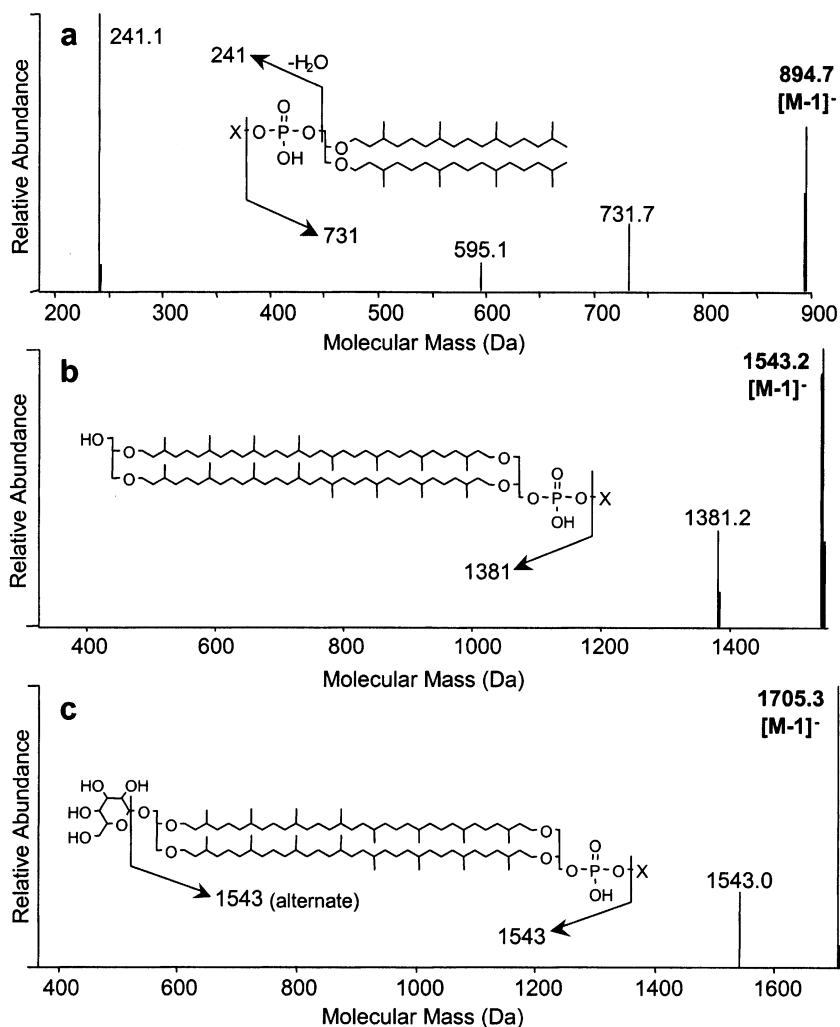 a
241.1
241
-H₂O
894.7
[M-1]⁻
X-O-P-O
O
OH
O
O
731
595.1
731.7
Relative Abundance
200 300 400 500 600 700 800 900
Molecular Mass (Da)
b
1543.2
[M-1]⁻
HO
O
O
O
O
O
O-P-O-X
OH
1381
1381.2
Relative Abundance
400 600 800 1000 1200 1400
Molecular Mass (Da)
c
1705.3
[M-1]⁻
HO OH
HO O
O
HO
O
O
O
O
O
O-P-O-X
OH
1543 (alternate)
1543
1543.0
Relative Abundance
400 600 800 1000 1200 1400 1600
Molecular Mass (Da)